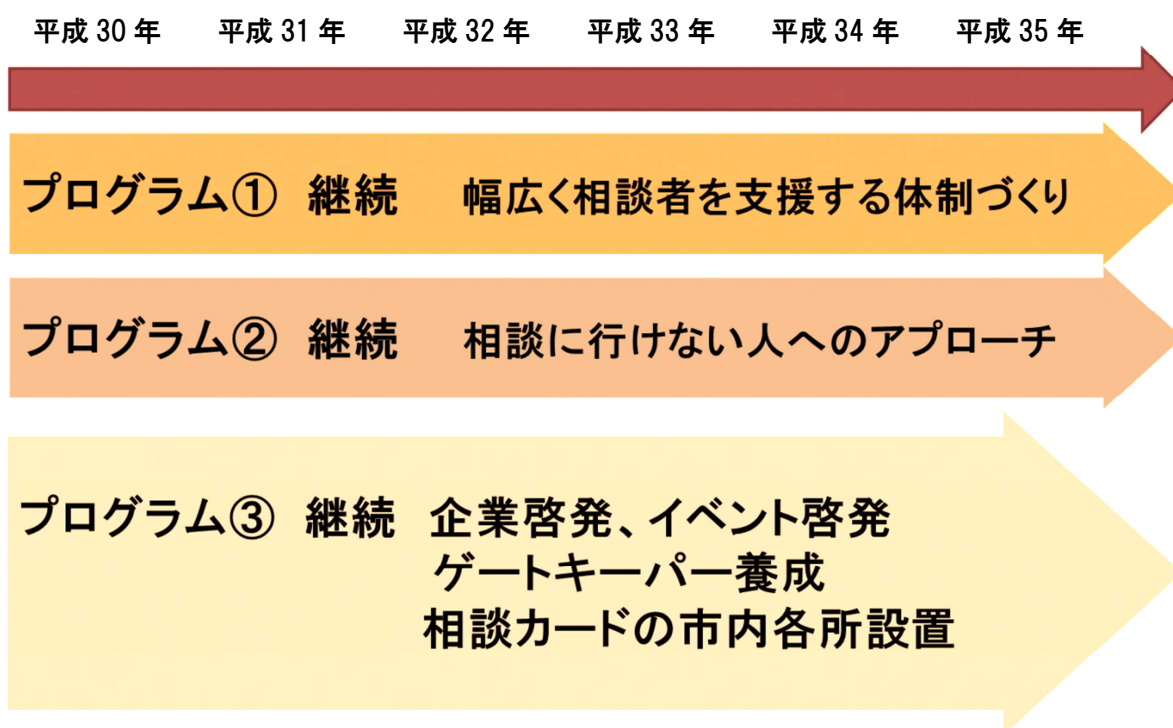 平成 30 年 平成 31 年 平成 32 年 平成 33 年 平成 34 年 平成 35 年
プログラム① 継続 幅広く相談者を支援する体制づくり
プログラム② 継続 相談に行けない人へのアプローチ
プログラム③ 継続 企業啓発、イベント啓発
ゲートキーパー養成
相談カードの市内各所設置